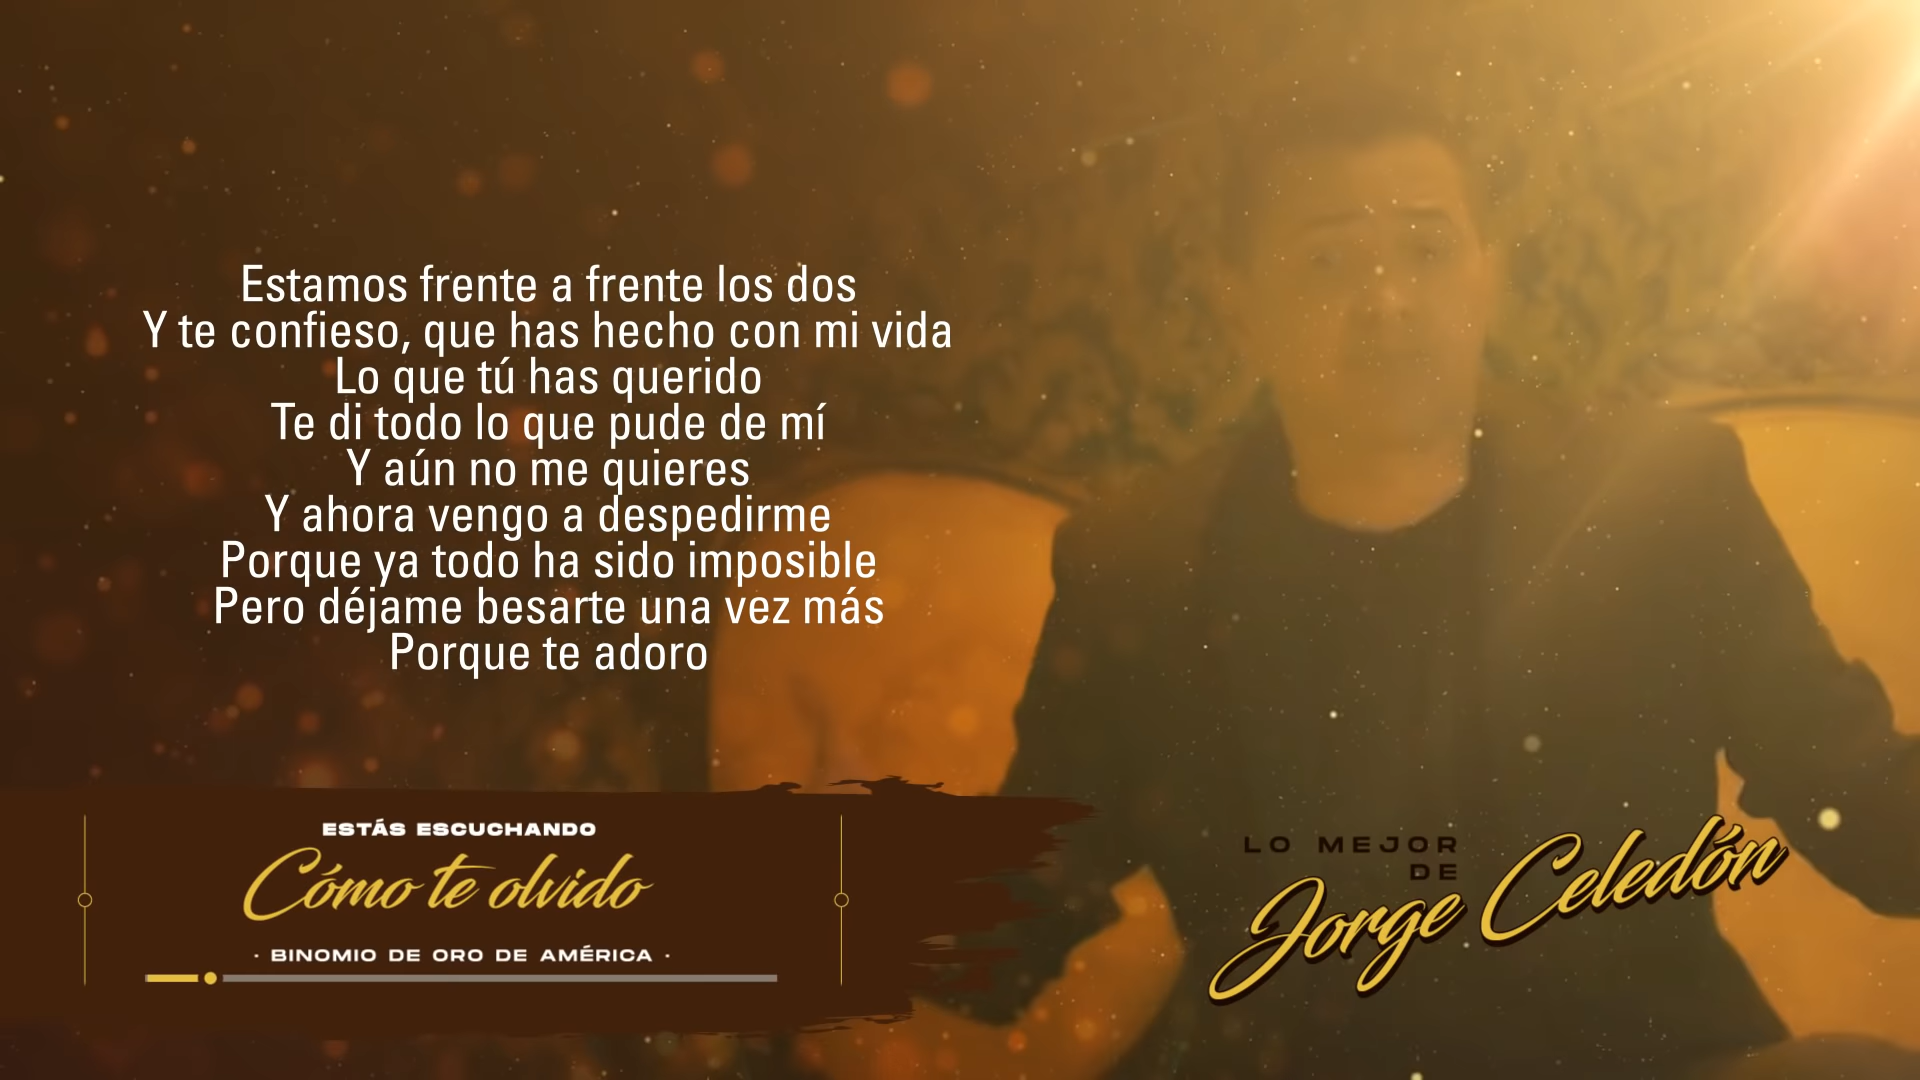 Estamos frente a frente los dos
Y te confieso, que has hecho con mi vida
Lo que tú has querido
Te di todo lo que pude de mí
Y aún no me quieres
Y ahora vengo a despedirme
Porque ya todo ha sido imposible
Pero déjame besarte una vez más
Porque te adoro
ESTÁS ESCUCHANDO
Cómo te olvido
· BINOMIO DE ORO DE AMÉRICA ·
LO MEJOR
DE
Jorge Celedón